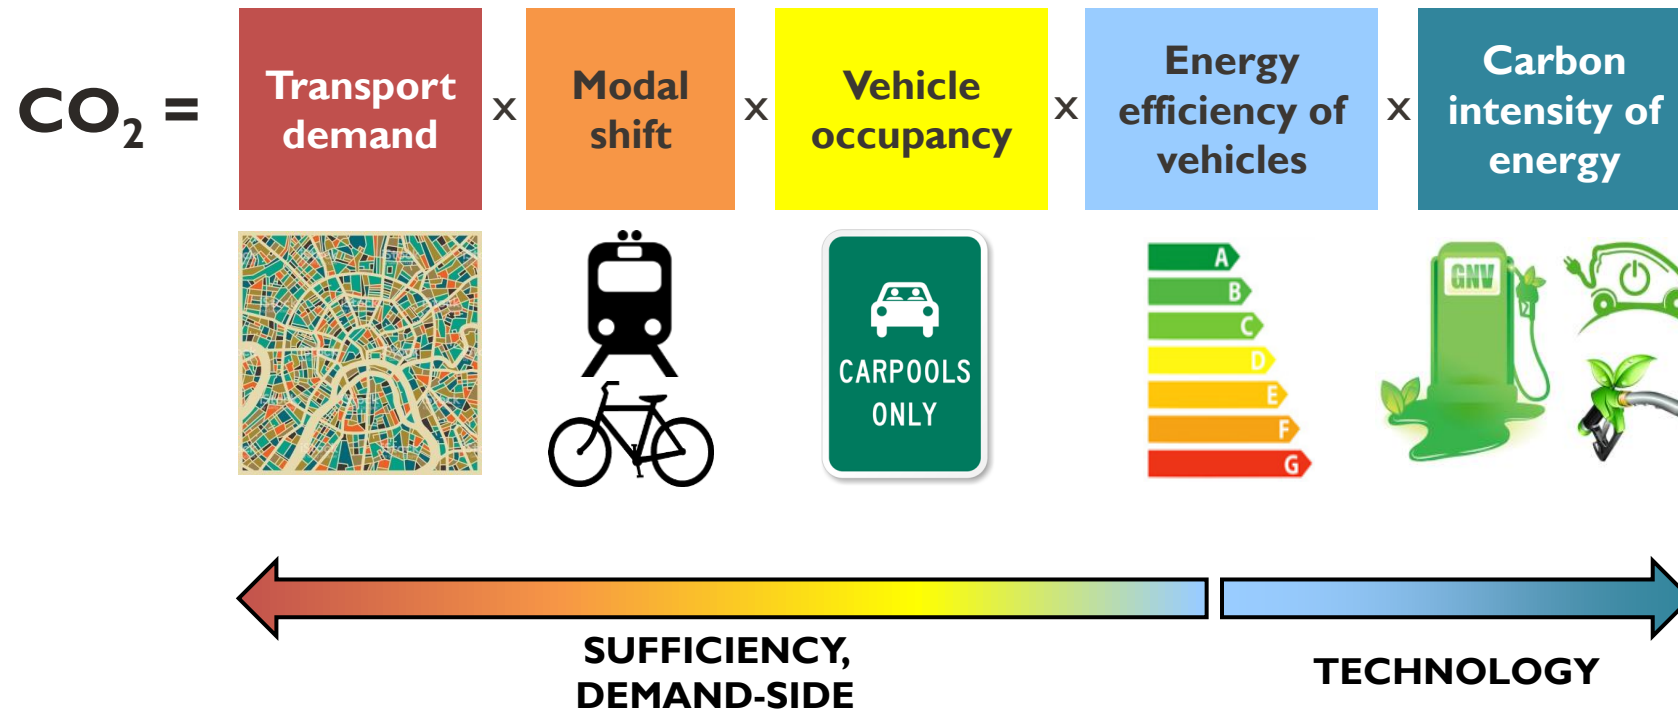 CO₂ =
Transport
demand
x
Modal
shift
x
Vehicle
occupancy
x
Energy
efficiency of
vehicles
x
Carbon
intensity of
energy
CARPOOLS
ONLY
A
B
C
D
E
F
G
GNV
SUFFICIENCY,
DEMAND-SIDE
TECHNOLOGY